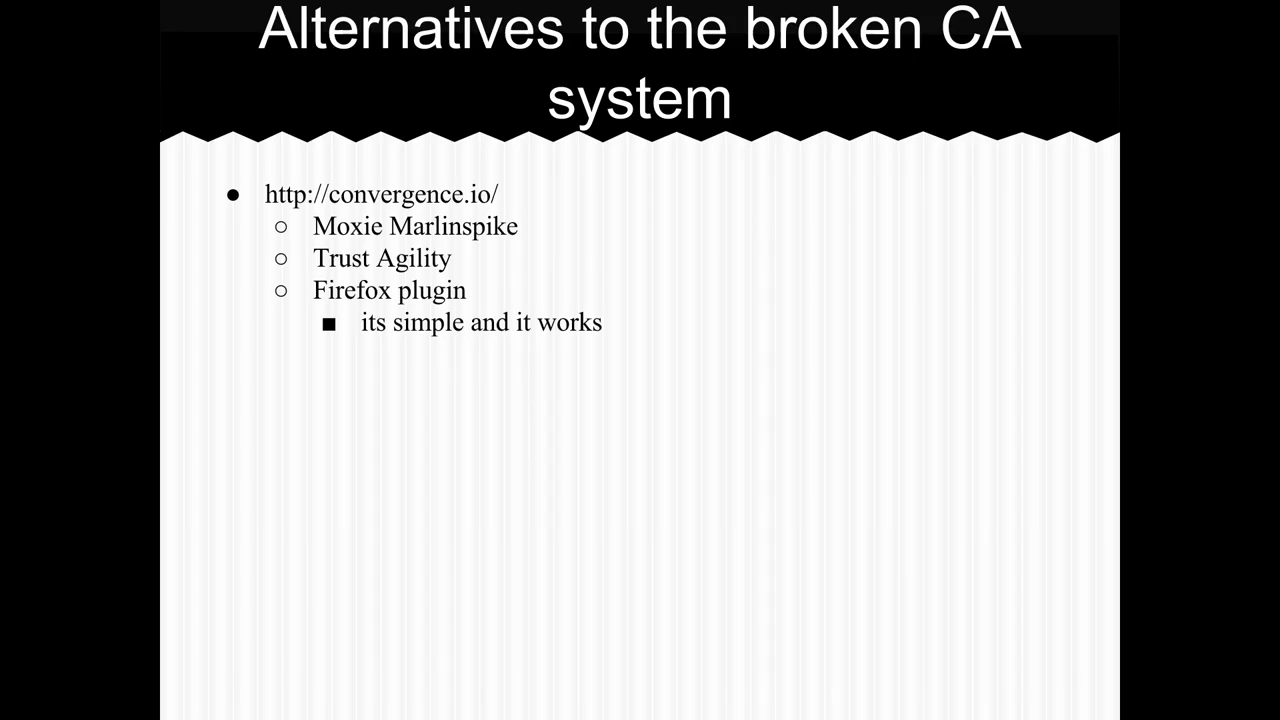 Alternatives to the broken CA
system
● http://convergence.io/
○ Moxie Marlinspike
○ Trust Agility
○ Firefox plugin
■ its simple and it works